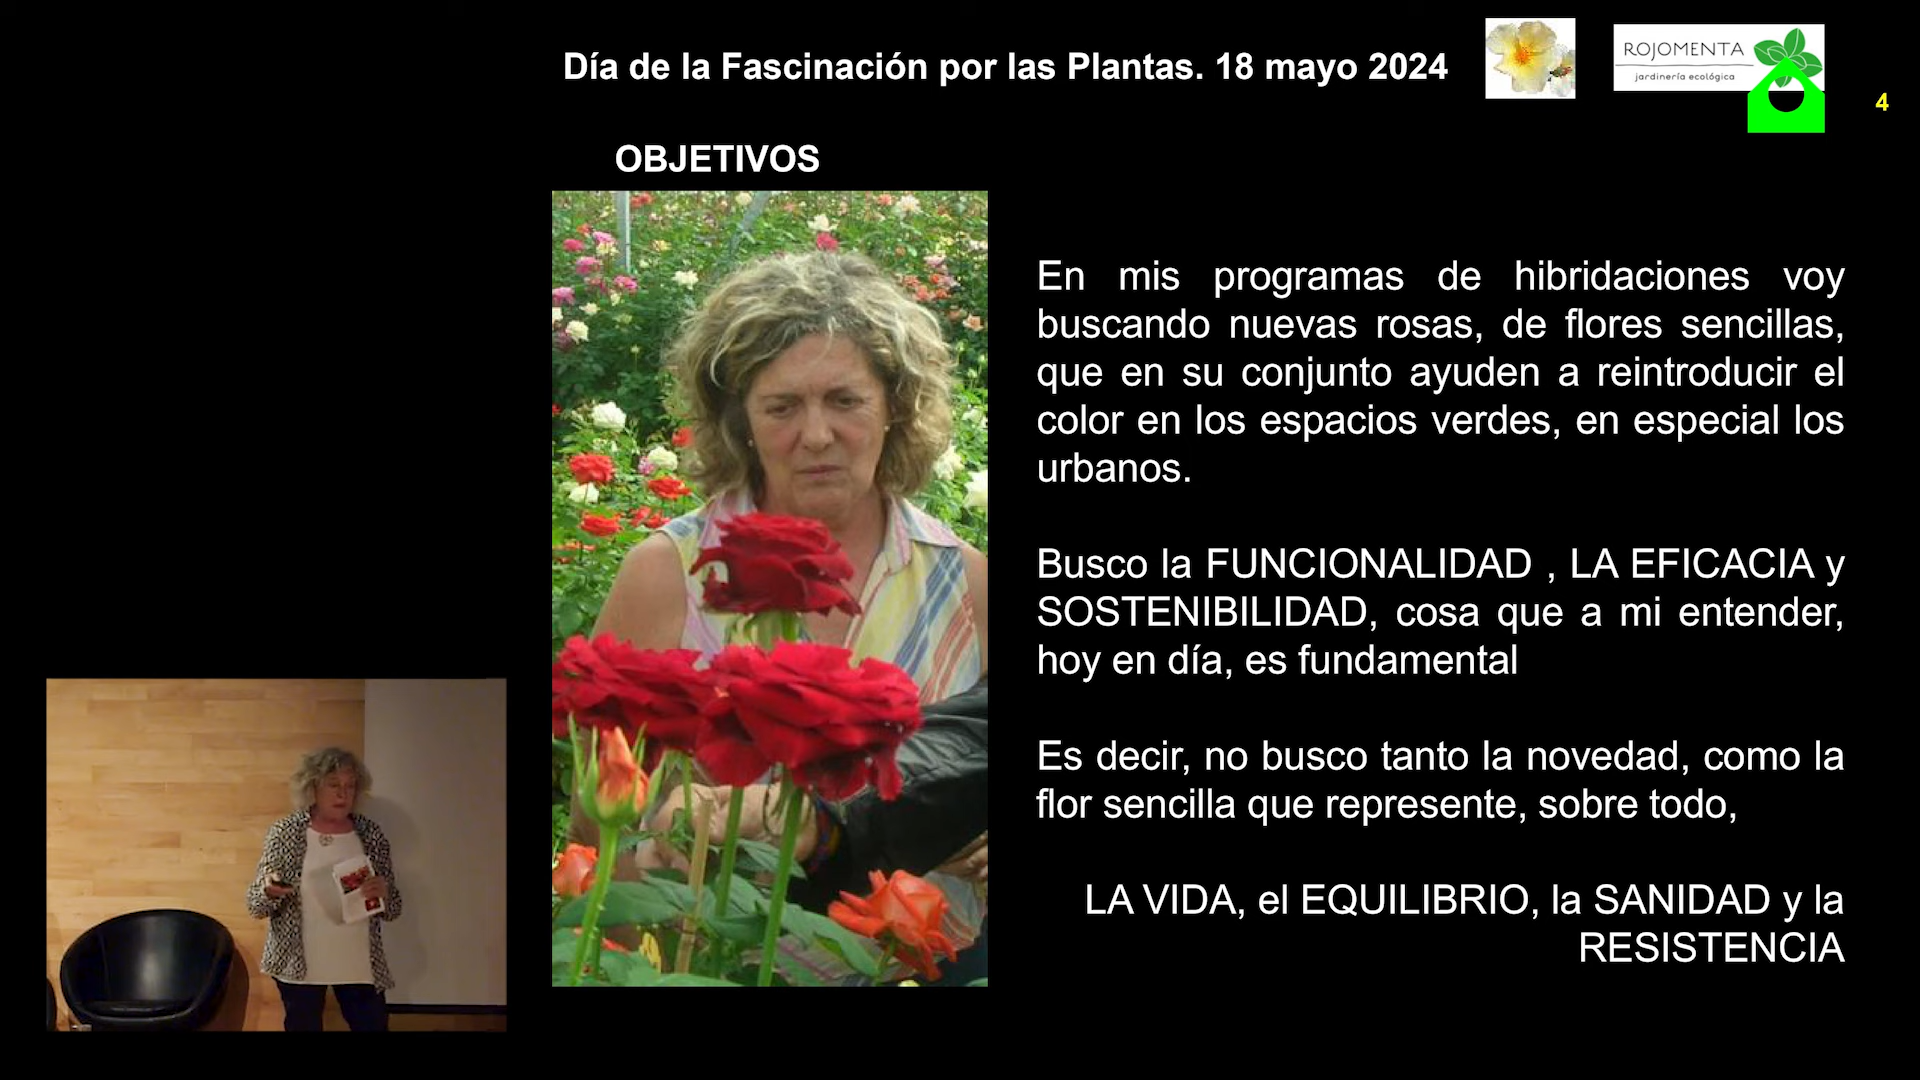 Día de la Fascinación por las Plantas. 18 mayo 2024
ROJOMENTA
jardinería ecológica
4
OBJETIVOS
En mis programas de hibridaciones voy
buscando nuevas rosas, de flores sencillas,
que en su conjunto ayuden a reintroducir el
color en los espacios verdes, en especial los
urbanos.
Busco la FUNCIONALIDAD , LA EFICACIA y
SOSTENIBILIDAD, cosa que a mi entender,
hoy en día, es fundamental
Es decir, no busco tanto la novedad, como la
flor sencilla que represente, sobre todo,
LA VIDA, el EQUILIBRIO, la SANIDAD y la
RESISTENCIA